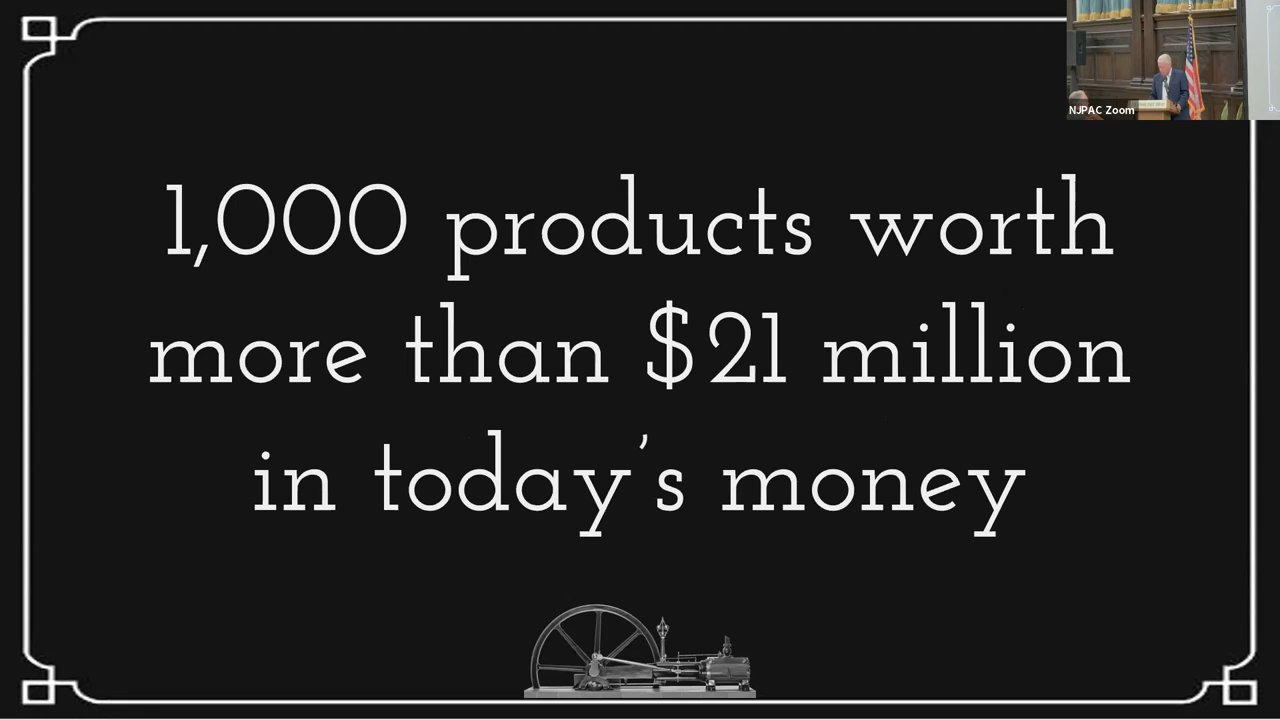 NJPAC Zoom
1,000 products worth
more than $21 million
in today's money